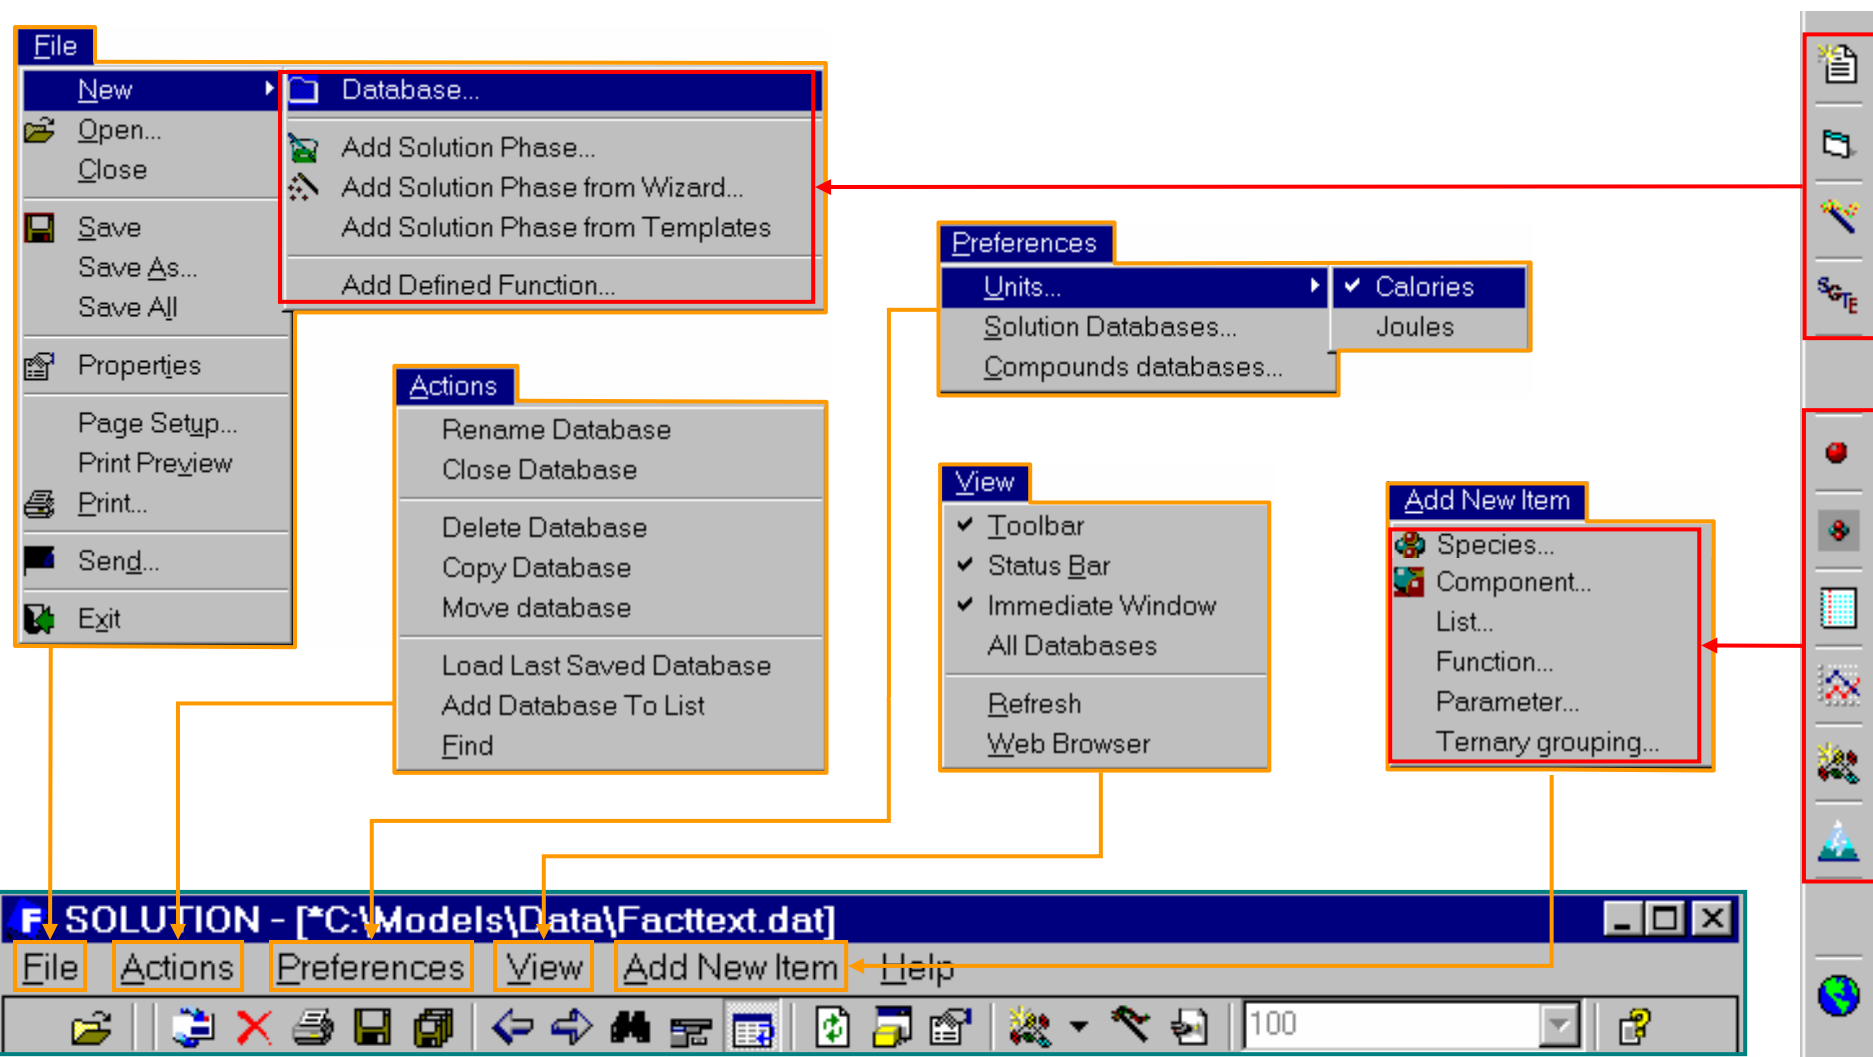 File
New
Open...
Close
Save
Save As...
Save All
Properties
Page Setup...
Print Preview
Print...
Send...
Exit
Database...
Add Solution Phase...
Add Solution Phase from Wizard...
Add Solution Phase from Templates
Add Defined Function...
Actions
Rename Database
Close Database
Delete Database
Copy Database
Move database
Load Last Saved Database
Add Database To List
Find
Preferences
Units...
Solution Databases...
Compounds databases...
Calories
Joules
View
Toolbar
Status Bar
Immediate Window
All Databases
Refresh
Web Browser
Add New Item
Species...
Component...
List...
Function...
Parameter...
Ternary grouping...
SGTE
F SOLUTION - [*C:\Models\Data\Facttext.dat]
File Actions Preferences View Add New Item Help
100